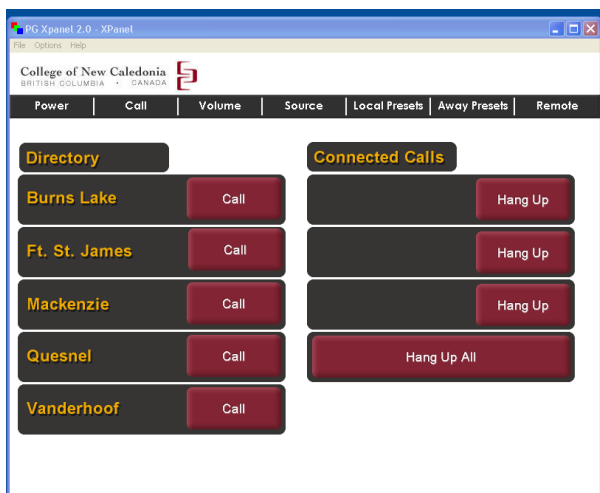 PG Xpanel 2.0 - XPanel
File Options Help
College of New Caledonia
BRITISH COLUMBIA • CANADA
Power Call Volume Source Local Presets Away Presets Remote
Directory Connected Calls
Burns Lake Call Hang Up
Ft. St. James Call Hang Up
Mackenzie Call Hang Up
Quesnel Call Hang Up All
Vanderhoof Call